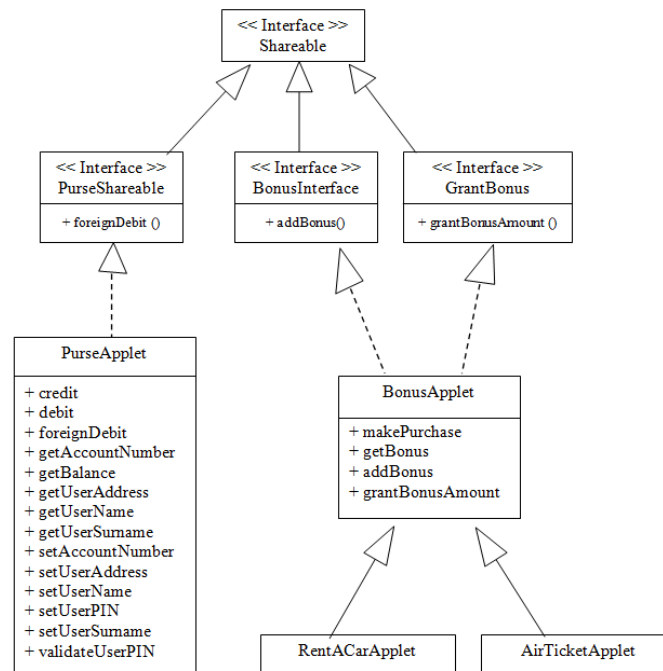 << Interface >>
Shareable
<< Interface >>
PurseShareable
+ foreignDebit ()
<< Interface >>
BonusInterface
+ addBonus()
<< Interface >>
GrantBonus
+ grantBonusAmount ()
PurseApplet
+ credit
+ debit
+ foreignDebit
+ getAccountNumber
+ getBalance
+ getUserAddress
+ getUserName
+ getUserSurname
+ setAccountNumber
+ setUserAddress
+ setUserName
+ setUserPIN
+ setUserSurname
+ validateUserPIN
BonusApplet
+ makePurchase
+ getBonus
+ addBonus
+ grantBonusAmount
RentACarApplet
AirTicketApplet